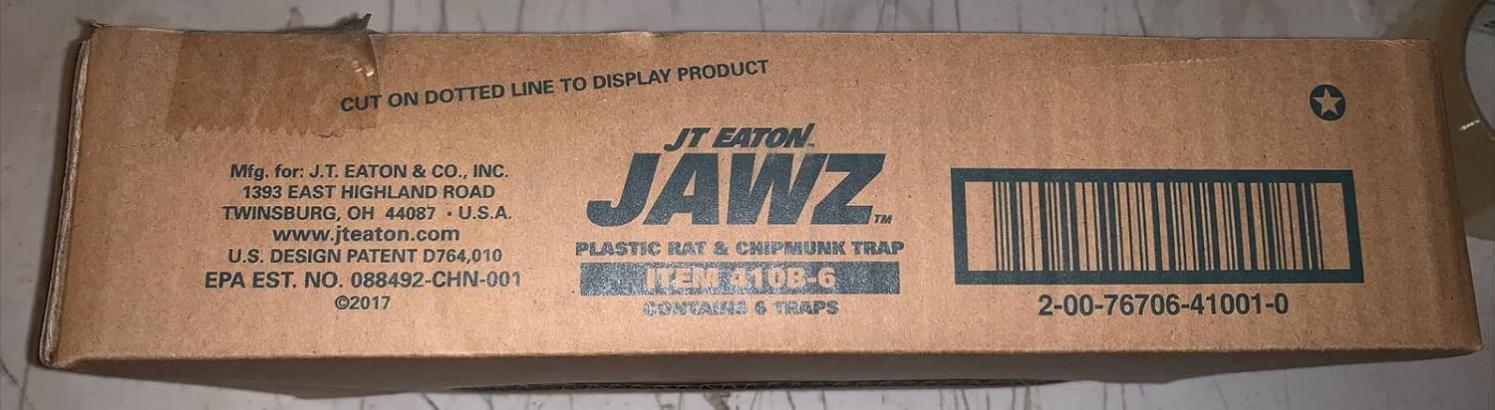 CUT ON DOTTED LINE TO DISPLAY PRODUCT
Mfg. for: J.T. EATON & CO., INC.
1393 EAST HIGHLAND ROAD
TWINSBURG, OH 44087 · U.S.A.
www.jteaton.com
U.S. DESIGN PATENT D764,010
EPA EST. NO. 088492-CHN-001
©2017
JT EATON™
JAWZ™
PLASTIC RAT & CHIPMUNK TRAP
ITEM 410B-6
CONTAINS 6 TRAPS
2-00-76706-41001-0